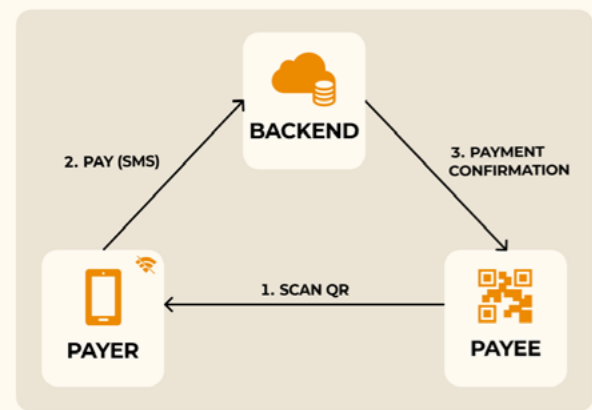 BACKEND
2. PAY (SMS)
3. PAYMENT
CONFIRMATION
1. SCAN QR
PAYER
PAYEE